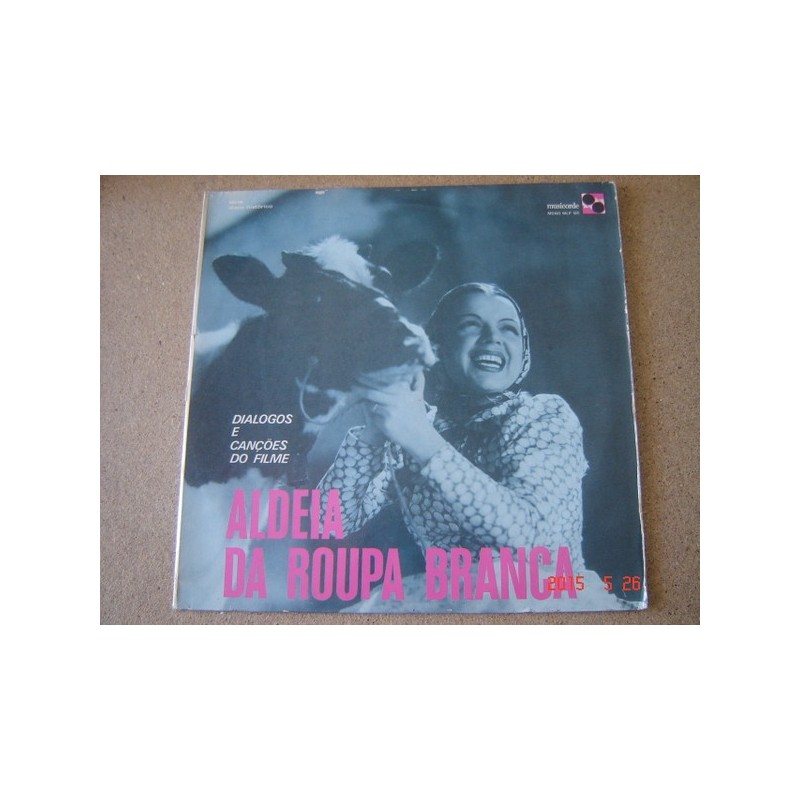 musicorde
DIALOGOS
E
CANÇÕES
DO FILME
ALDEIA
DA ROUPA BRANCA
2015 5 26